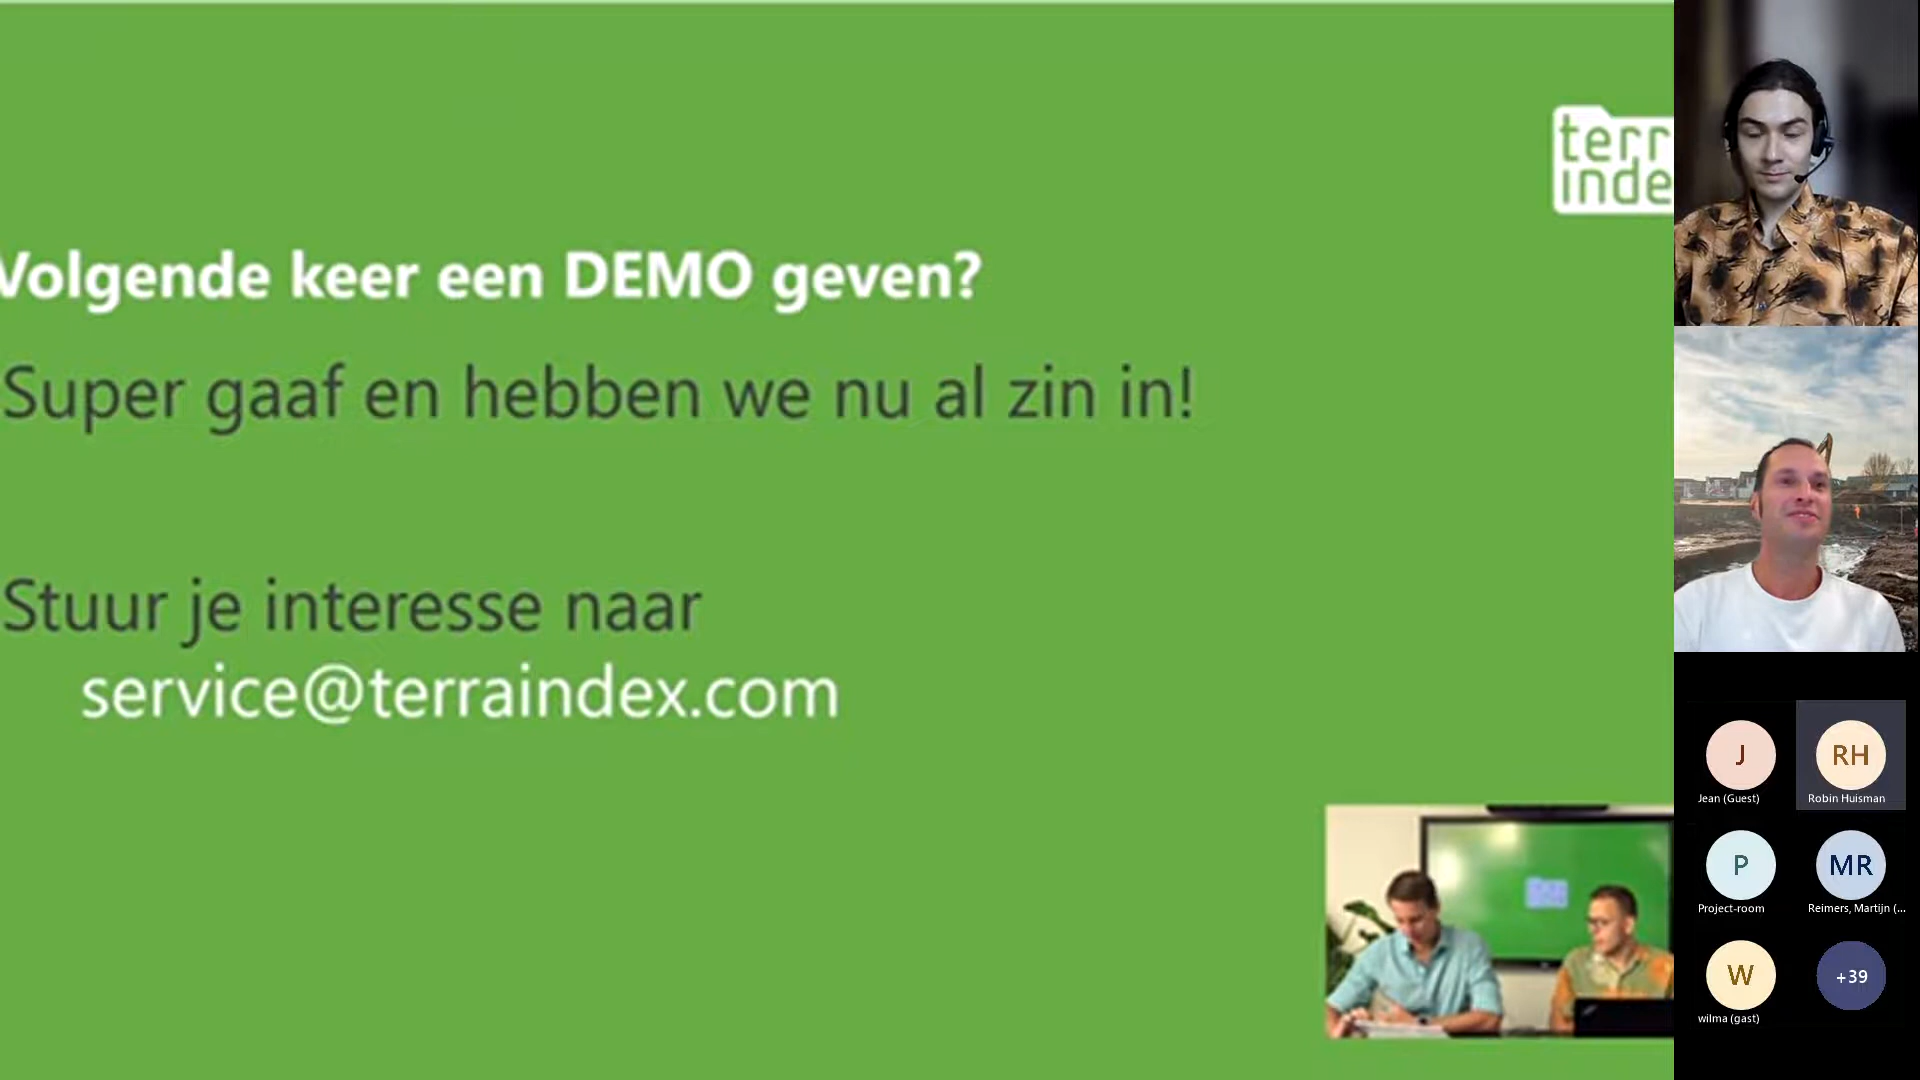 terr
inde
Volgende keer een DEMO geven?
Super gaaf en hebben we nu al zin in!
Stuur je interesse naar
service@terraindex.com
J
Jean (Guest)
RH
Robin Huisman
P
Project-room
MR
Reimers, Martijn (...
W
wilma (gast)
+39